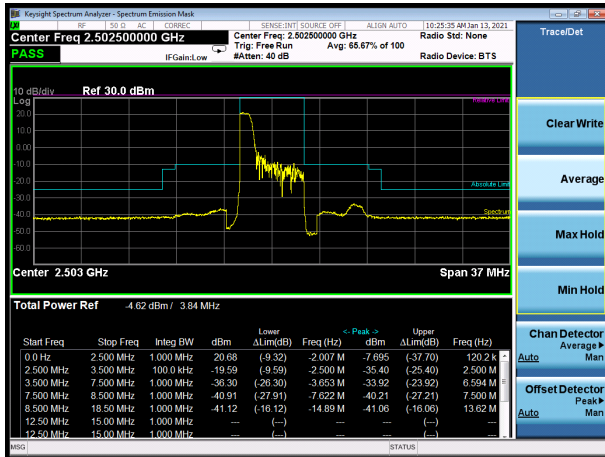 Keysight Spectrum Analyzer - Spectrum Emission Mask
RF 50 Ω AC CORREC SENSE:INT SOURCE OFF ALIGN AUTO 10:25:35 AM Jan 13, 2021
Center Freq 2.502500000 GHz Center Freq: 2.502500000 GHz Radio Std: None
Trig: Free Run Avg: 65.67% of 100
PASS IFGain:Low #Atten: 40 dB Radio Device: BTS
10 dB/div Ref 30.0 dBm
Log
Relative Limit
20.0
10.0
0.00
-10.0
-20.0
Absolute Limit
-30.0
-40.0
Spectrum
-50.0
-60.0
Center 2.503 GHz Span 37 MHz
Total Power Ref -4.62 dBm / 3.84 MHz
Lower <- Peak -> Upper
Start Freq Stop Freq Integ BW dBm ΔLim(dB) Freq (Hz) dBm ΔLim(dB) Freq (Hz)
0.0 Hz 2.500 MHz 1.000 MHz 20.68 (-9.32) -2.007 M -7.695 (-37.70) 120.2 k
2.500 MHz 3.500 MHz 100.0 kHz -19.59 (-9.59) -2.500 M -35.40 (-25.40) 2.500 M
3.500 MHz 7.500 MHz 1.000 MHz -36.30 (-26.30) -3.653 M -33.92 (-23.92) 6.594 M
7.500 MHz 8.500 MHz 1.000 MHz -40.91 (-27.91) -7.622 M -40.21 (-27.21) 7.500 M
8.500 MHz 18.50 MHz 1.000 MHz -41.12 (-16.12) -14.89 M -41.06 (-16.06) 13.62 M
12.50 MHz 15.00 MHz 1.000 MHz --- (---) --- (---)
12.50 MHz 15.00 MHz 1.000 MHz --- (---) --- (---)
MSG STATUS
Trace/Det
Clear Write
Average
Max Hold
Min Hold
Chan Detector
Average
Auto Man
Offset Detector
Peak
Auto Man